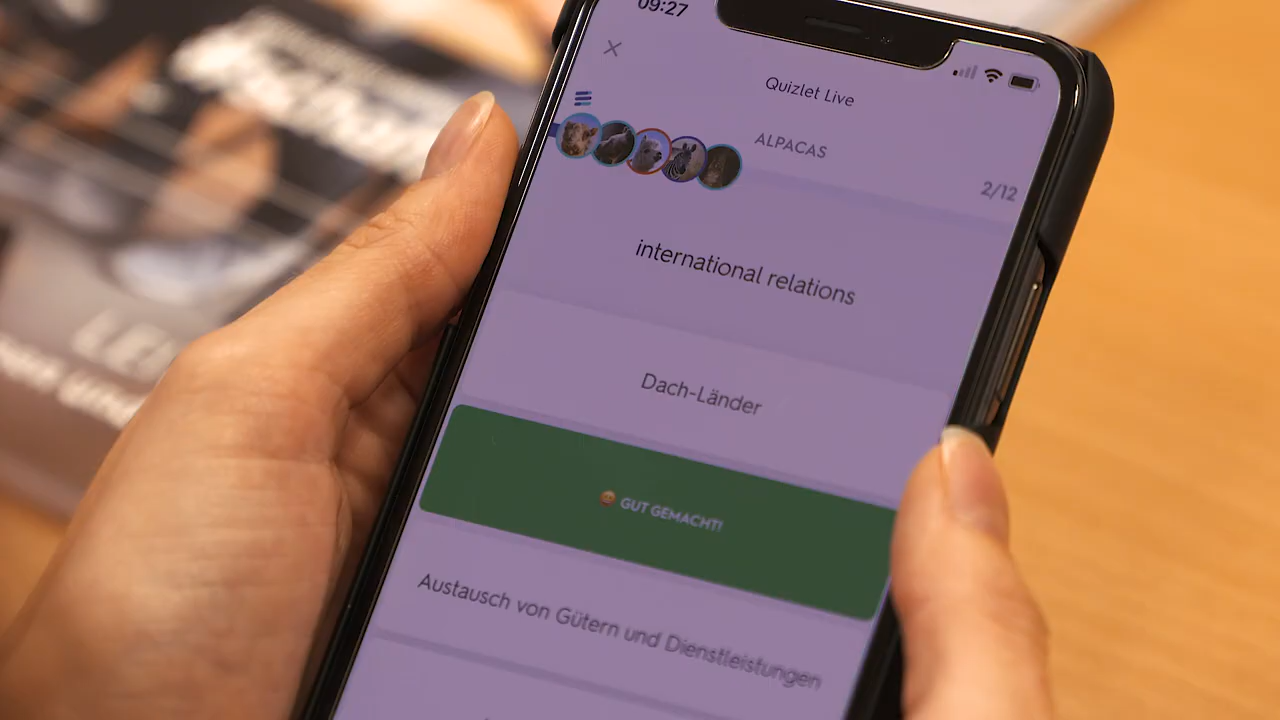 09:27
Quizlet Live
ALPACAS
2/12
international relations
Dach-Länder
GUT GEMACHT!
Austausch von Gütern und Dienstleistungen